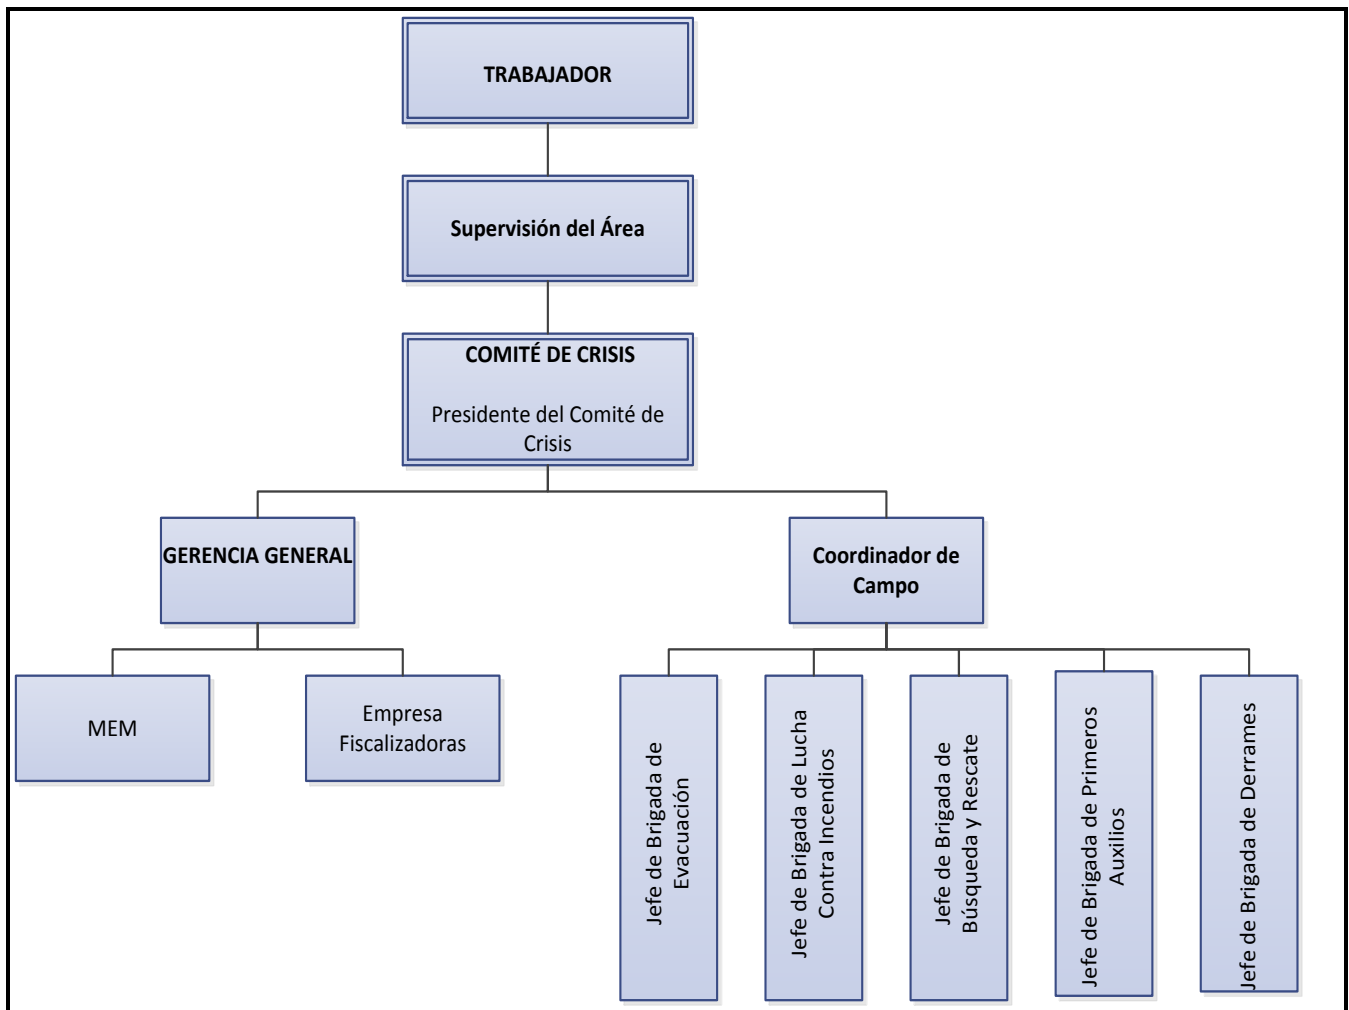 TRABAJADOR
Supervisión del Área
COMITÉ DE CRISIS
Presidente del Comité de
Crisis
GERENCIA GENERAL
Coordinador de
Campo
MEM
Empresa
Fiscalizadoras
Jefe de Brigada de
Evacuación
Jefe de Brigada de Lucha
Contra Incendios
Jefe de Brigada de
Búsqueda y Rescate
Jefe de Brigada de Primeros
Auxilios
Jefe de Brigada de Derrames